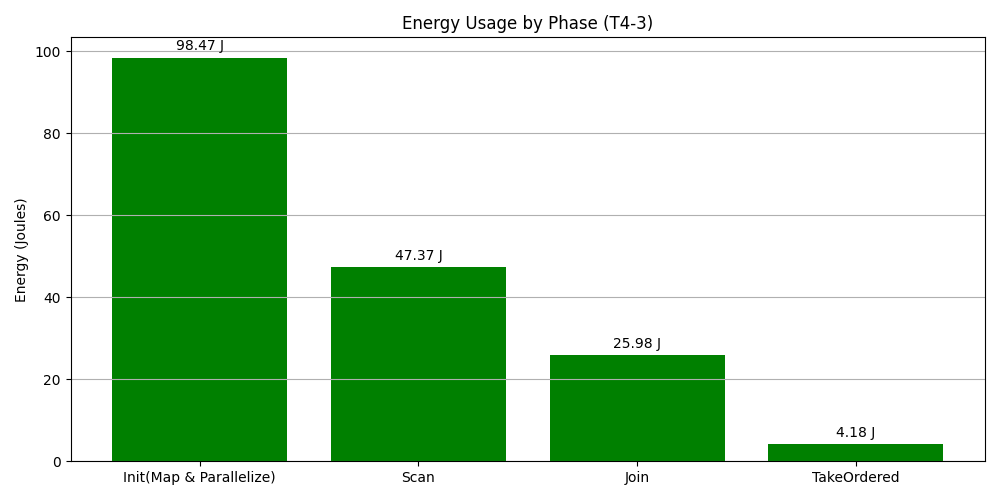 Energy Usage by Phase (T4-3)
Energy (Joules)
100
80
60
40
20
0
98.47 J
47.37 J
25.98 J
4.18 J
Init(Map & Parallelize)
Scan
Join
TakeOrdered